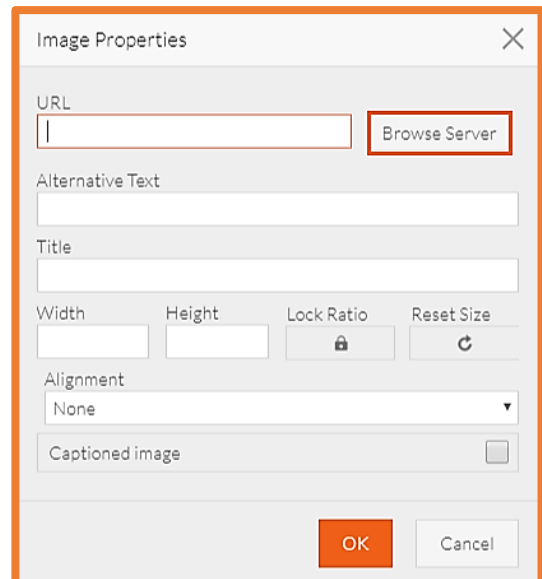 Image Properties
URL
Browse Server
Alternative Text
Title
Width Height Lock Ratio Reset Size
Alignment
None
Captioned image
OK Cancel